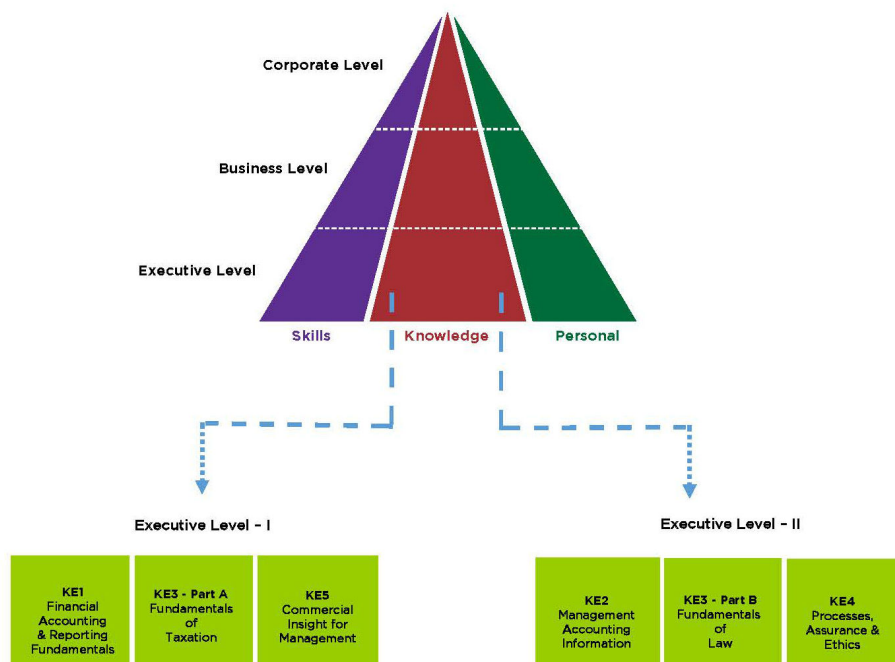 Corporate Level
Business Level
Executive Level
Skills
Knowledge
Personal
Executive Level - I
Executive Level - II
KE1
Financial
Accounting
& Reporting
Fundamentals
KE3 - Part A
Fundamentals
of
Taxation
KE5
Commercial
Insight for
Management
KE2
Management
Accounting
Information
KE3 - Part B
Fundamentals
of
Law
KE4
Processes,
Assurance &
Ethics